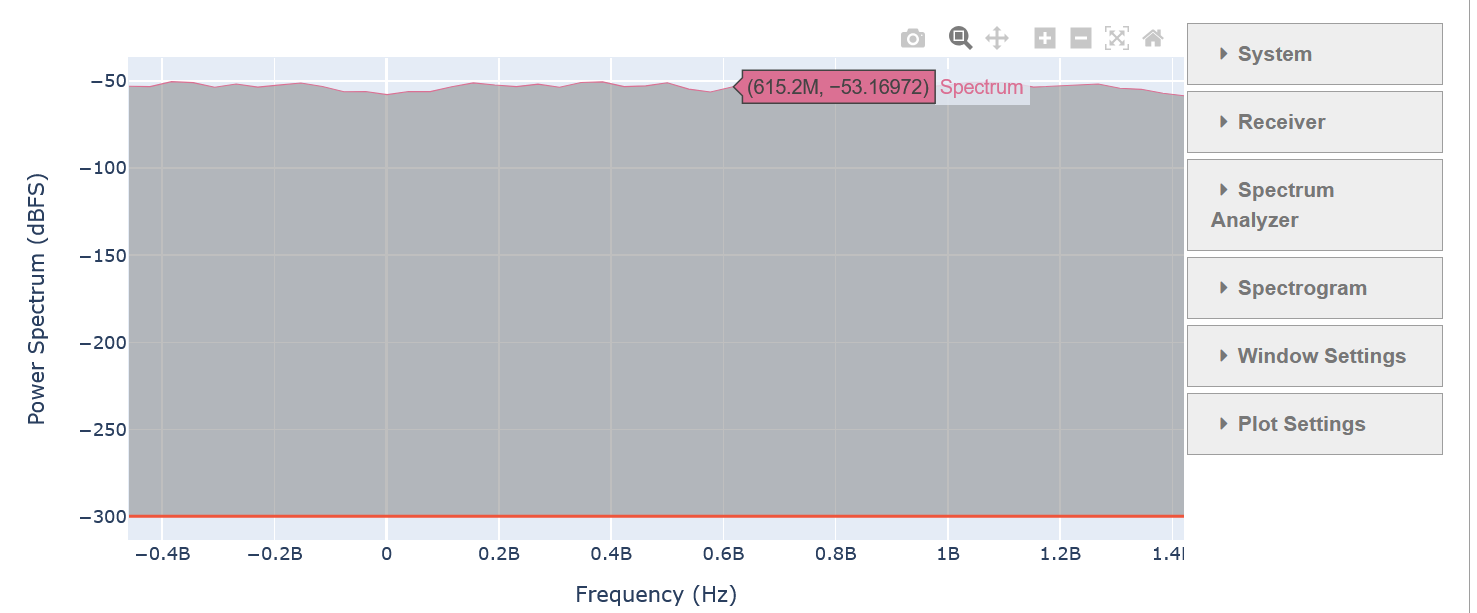 (615.2M, −53.16972)
Spectrum
−50
−100
−150
−200
−250
−300
Power Spectrum (dBFS)
−0.4B
−0.2B
0
0.2B
0.4B
0.6B
0.8B
1B
1.2B
Frequency (Hz)
System
Receiver
Spectrum
Analyzer
Spectrogram
Window Settings
Plot Settings